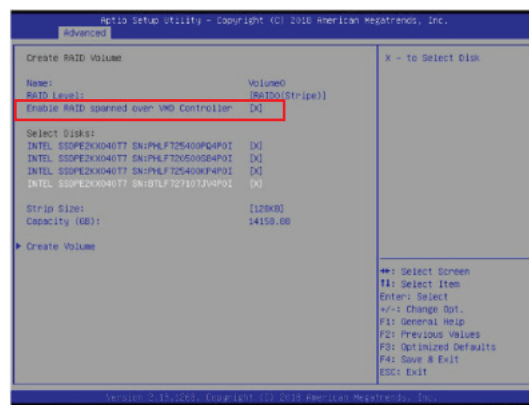 Aptio Setup Utility - Copyright (C) 2018 American Megatrends, Inc.
Advanced
Create RAID Volume
X - to Select Disk
Name: Volume0
RAID Level: [RAID0(Stripe)]
Enable RAID spanned over VMD Controller [X]
Select Disks:
INTEL SSDPE2KX040T7 SN:PHLF725400PQ4P0I [X]
INTEL SSDPE2KX040T7 SN:PHLF720500S84P0I [X]
INTEL SSDPE2KX040T7 SN:PHLF725400KP4P0I [X]
INTEL SSDPE2KX040T7 SN:BTLF727107JV4P0I [X]
Strip Size: [128KB]
Capacity (GB): 14158.08
Create Volume
: Select Screen
: Select Item
Enter: Select
+/-: Change Opt.
F1: General Help
F2: Previous Values
F3: Optimized Defaults
F4: Save & Exit
ESC: Exit
Version 2.19.1268. Copyright (C) 2018 American Megatrends, Inc.